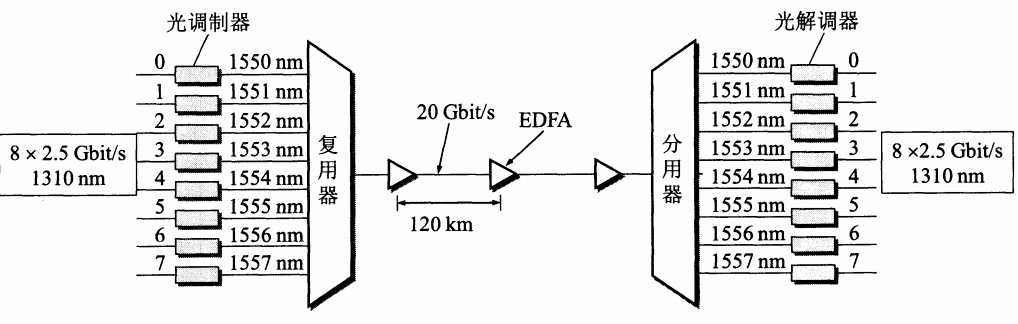 光调制器
光解调器
0 1550 nm
1 1551 nm
2 1552 nm
3 1553 nm
4 1554 nm
5 1555 nm
6 1556 nm
7 1557 nm
8 × 2.5 Gbit/s
1310 nm
复用器
20 Gbit/s
EDFA
120 km
分用器
1550 nm 0
1551 nm 1
1552 nm 2
1553 nm 3
1554 nm 4
1555 nm 5
1556 nm 6
1557 nm 7
8 ×2.5 Gbit/s
1310 nm